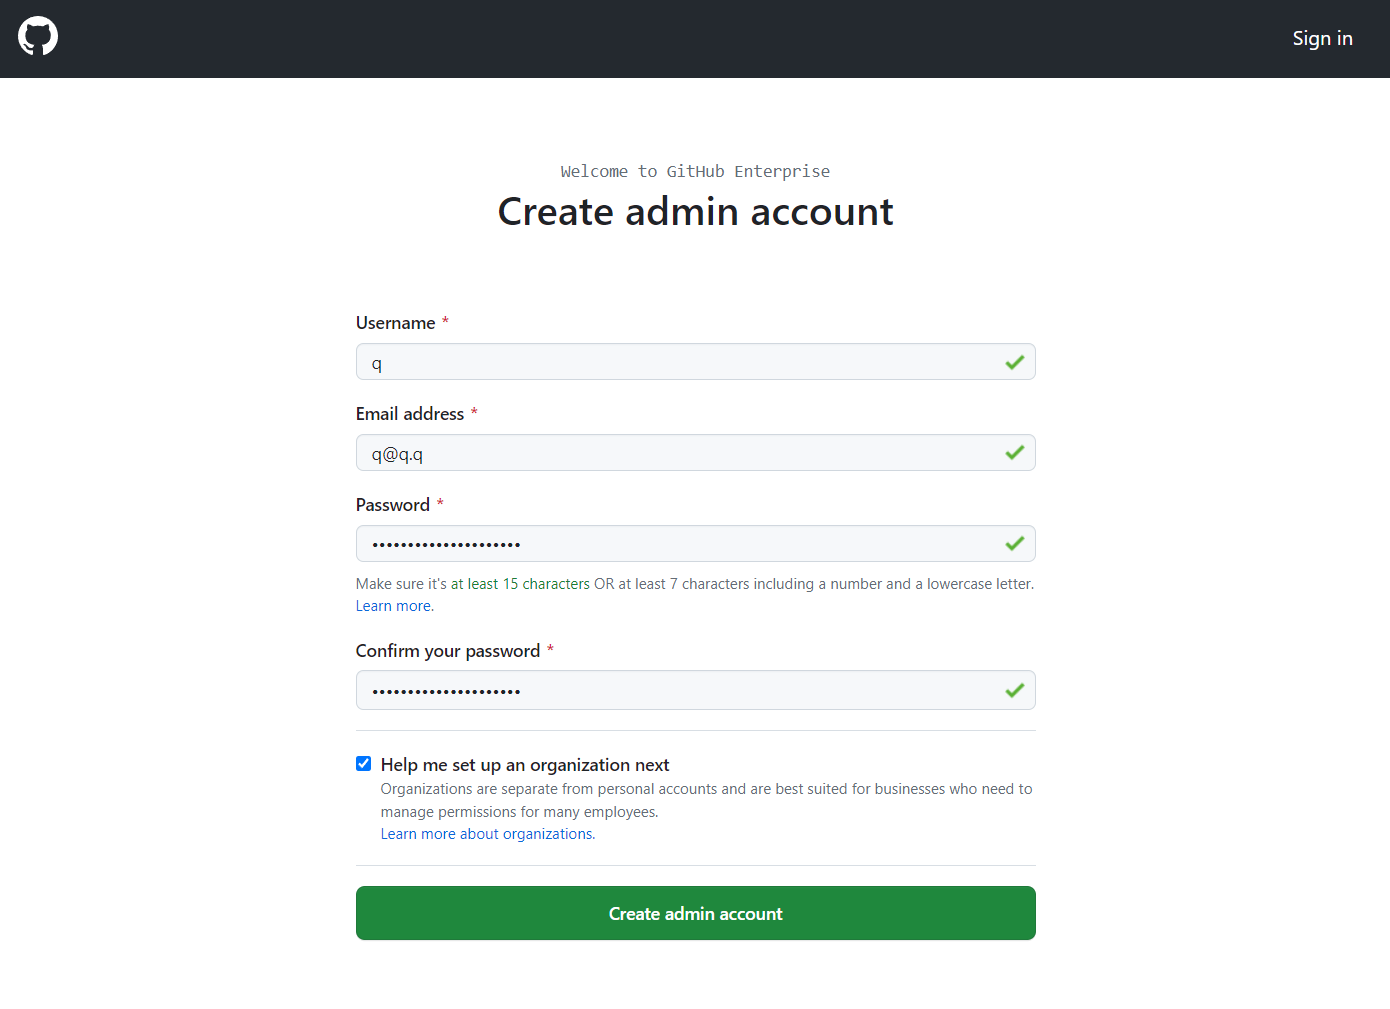 Sign in
Welcome to GitHub Enterprise
Create admin account
Username *
q
Email address *
q@q.q
Password *
•••••••••••••••••••••
Make sure it's at least 15 characters OR at least 7 characters including a number and a lowercase letter.
Learn more.
Confirm your password *
•••••••••••••••••••••
Help me set up an organization next
Organizations are separate from personal accounts and are best suited for businesses who need to
manage permissions for many employees.
Learn more about organizations.
Create admin account